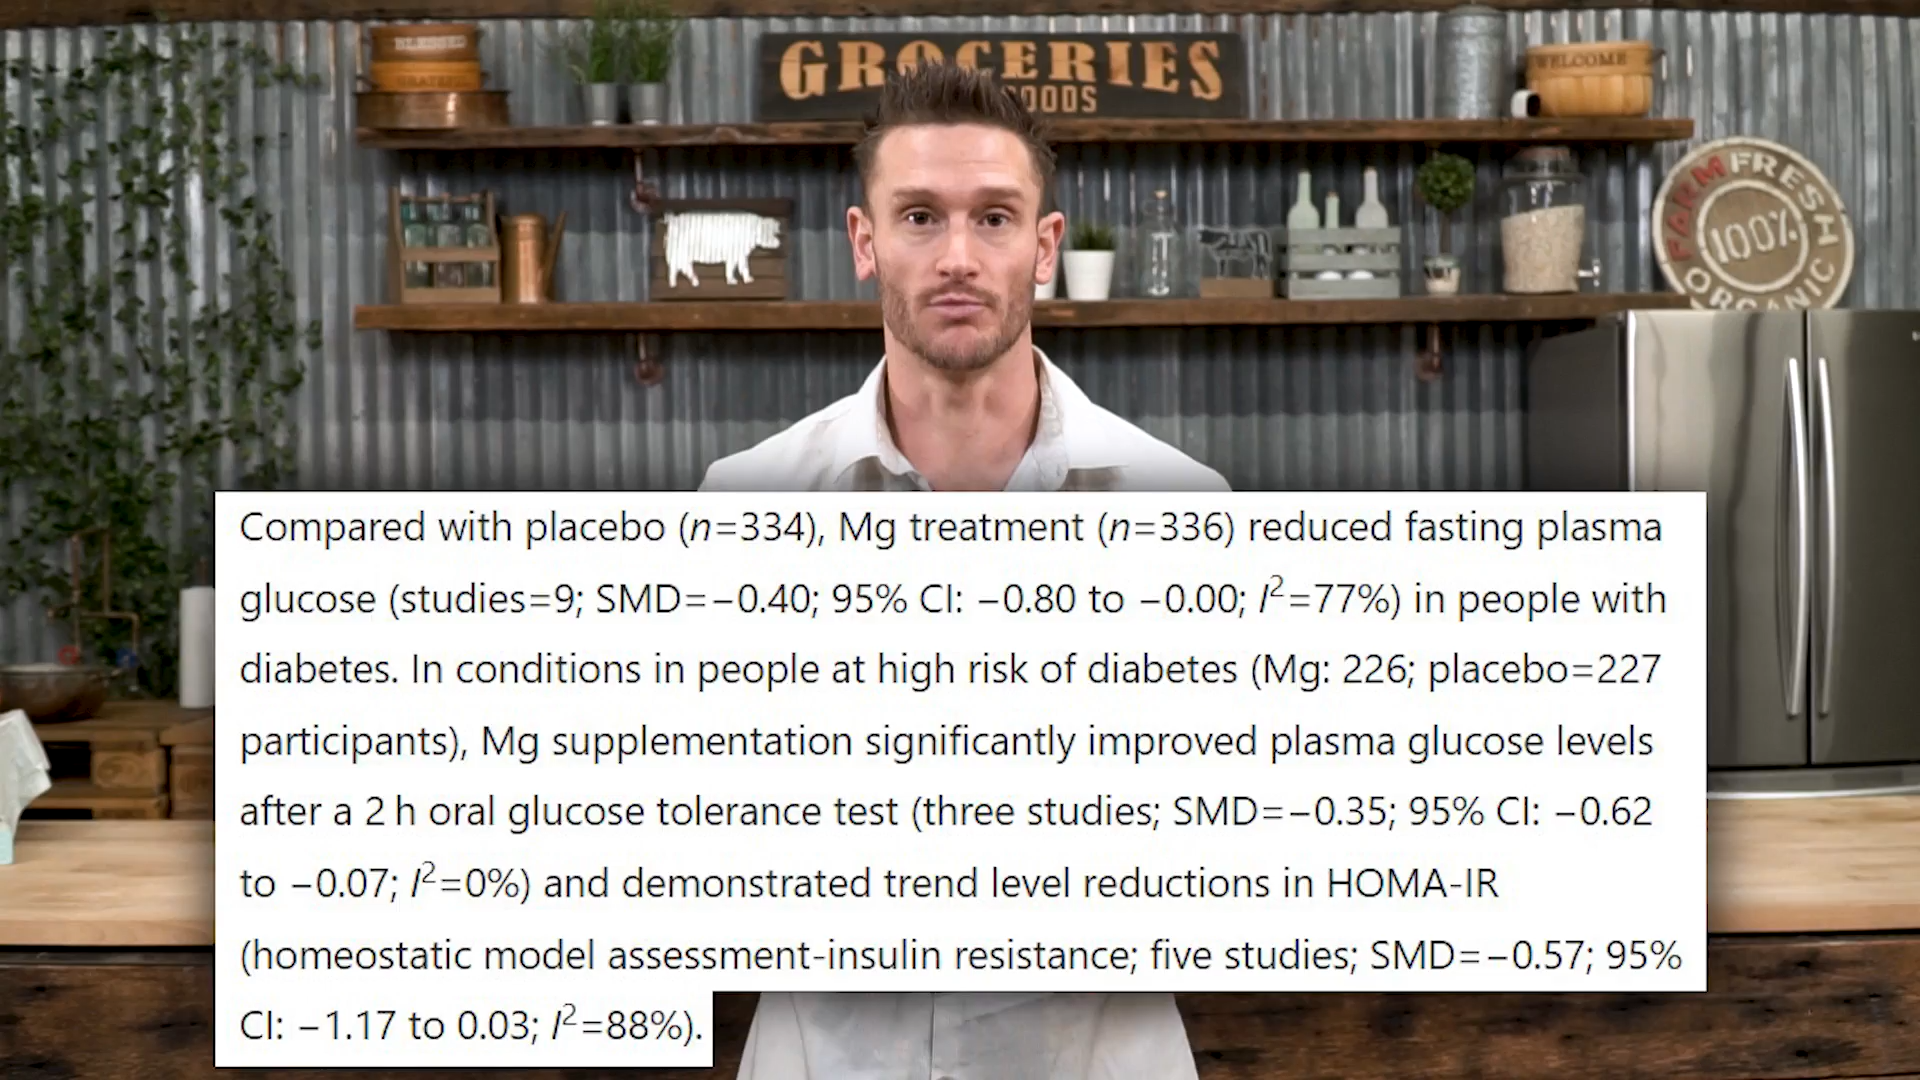 BLESSED
GRATEFUL
GROCERIES
WELCOME
FARM FRESH
100%
ORGANIC
Compared with placebo (n=334), Mg treatment (n=336) reduced fasting plasma
glucose (studies=9; SMD=−0.40; 95% CI: −0.80 to −0.00; I²=77%) in people with
diabetes. In conditions in people at high risk of diabetes (Mg: 226; placebo=227
participants), Mg supplementation significantly improved plasma glucose levels
after a 2 h oral glucose tolerance test (three studies; SMD=−0.35; 95% CI: −0.62
to −0.07; I²=0%) and demonstrated trend level reductions in HOMA-IR
(homeostatic model assessment-insulin resistance; five studies; SMD=−0.57; 95%
CI: −1.17 to 0.03; I²=88%).